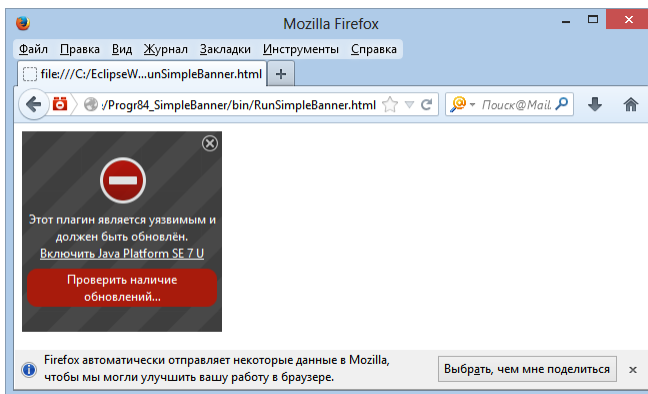 Mozilla Firefox
Файл Правка Вид Журнал Закладки Инструменты Справка
file:///C:/EclipseW...unSimpleBanner.html
:/Progr84_SimpleBanner/bin/RunSimpleBanner.html Поиск@Mail
Этот плагин является уязвимым и
должен быть обновлён.
Включить Java Platform SE 7 U
Проверить наличие
обновлений...
Firefox автоматически отправляет некоторые данные в Mozilla,
чтобы мы могли улучшить вашу работу в браузере.
Выбрать, чем мне поделиться